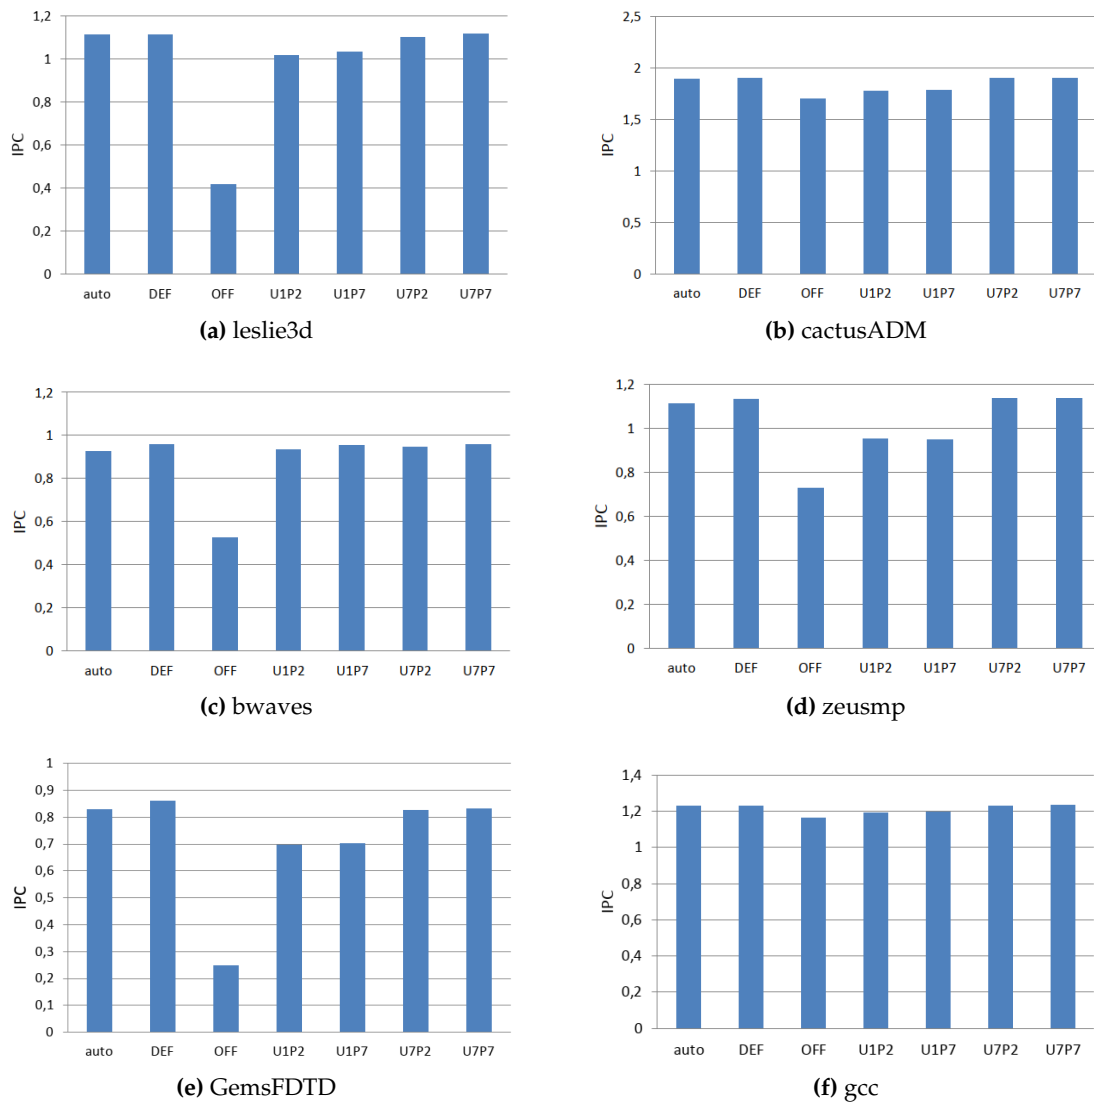 1,2
1
0,8
0,6
0,4
0,2
0
IPC
auto DEF OFF U1P2 U1P7 U7P2 U7P7
(a) leslie3d
2,5
2
1,5
1
0,5
0
IPC
auto DEF OFF U1P2 U1P7 U7P2 U7P7
(b) cactusADM
1,2
1
0,8
0,6
0,4
0,2
0
IPC
auto DEF OFF U1P2 U1P7 U7P2 U7P7
(c) bwaves
1,2
1
0,8
0,6
0,4
0,2
0
IPC
auto DEF OFF U1P2 U1P7 U7P2 U7P7
(d) zeusmp
1
0,9
0,8
0,7
0,6
0,5
0,4
0,3
0,2
0,1
0
IPC
auto DEF OFF U1P2 U1P7 U7P2 U7P7
(e) GemsFDTD
1,4
1,2
1
0,8
0,6
0,4
0,2
0
IPC
auto DEF OFF U1P2 U1P7 U7P2 U7P7
(f) gcc